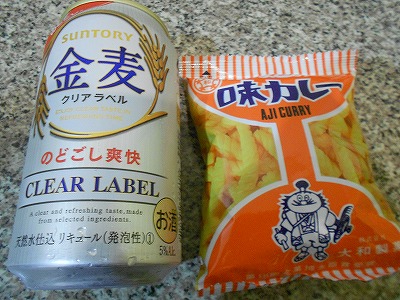 SUNTORY
金麦
クリアラベル
のどごし爽快
CLEAR LABEL
A clear and refreshing taste, made
from selected ingredients.
お酒
天然水仕込 リキュール(発泡性)①
5% ALC.
味カレー
AJI CURRY
大和製菓